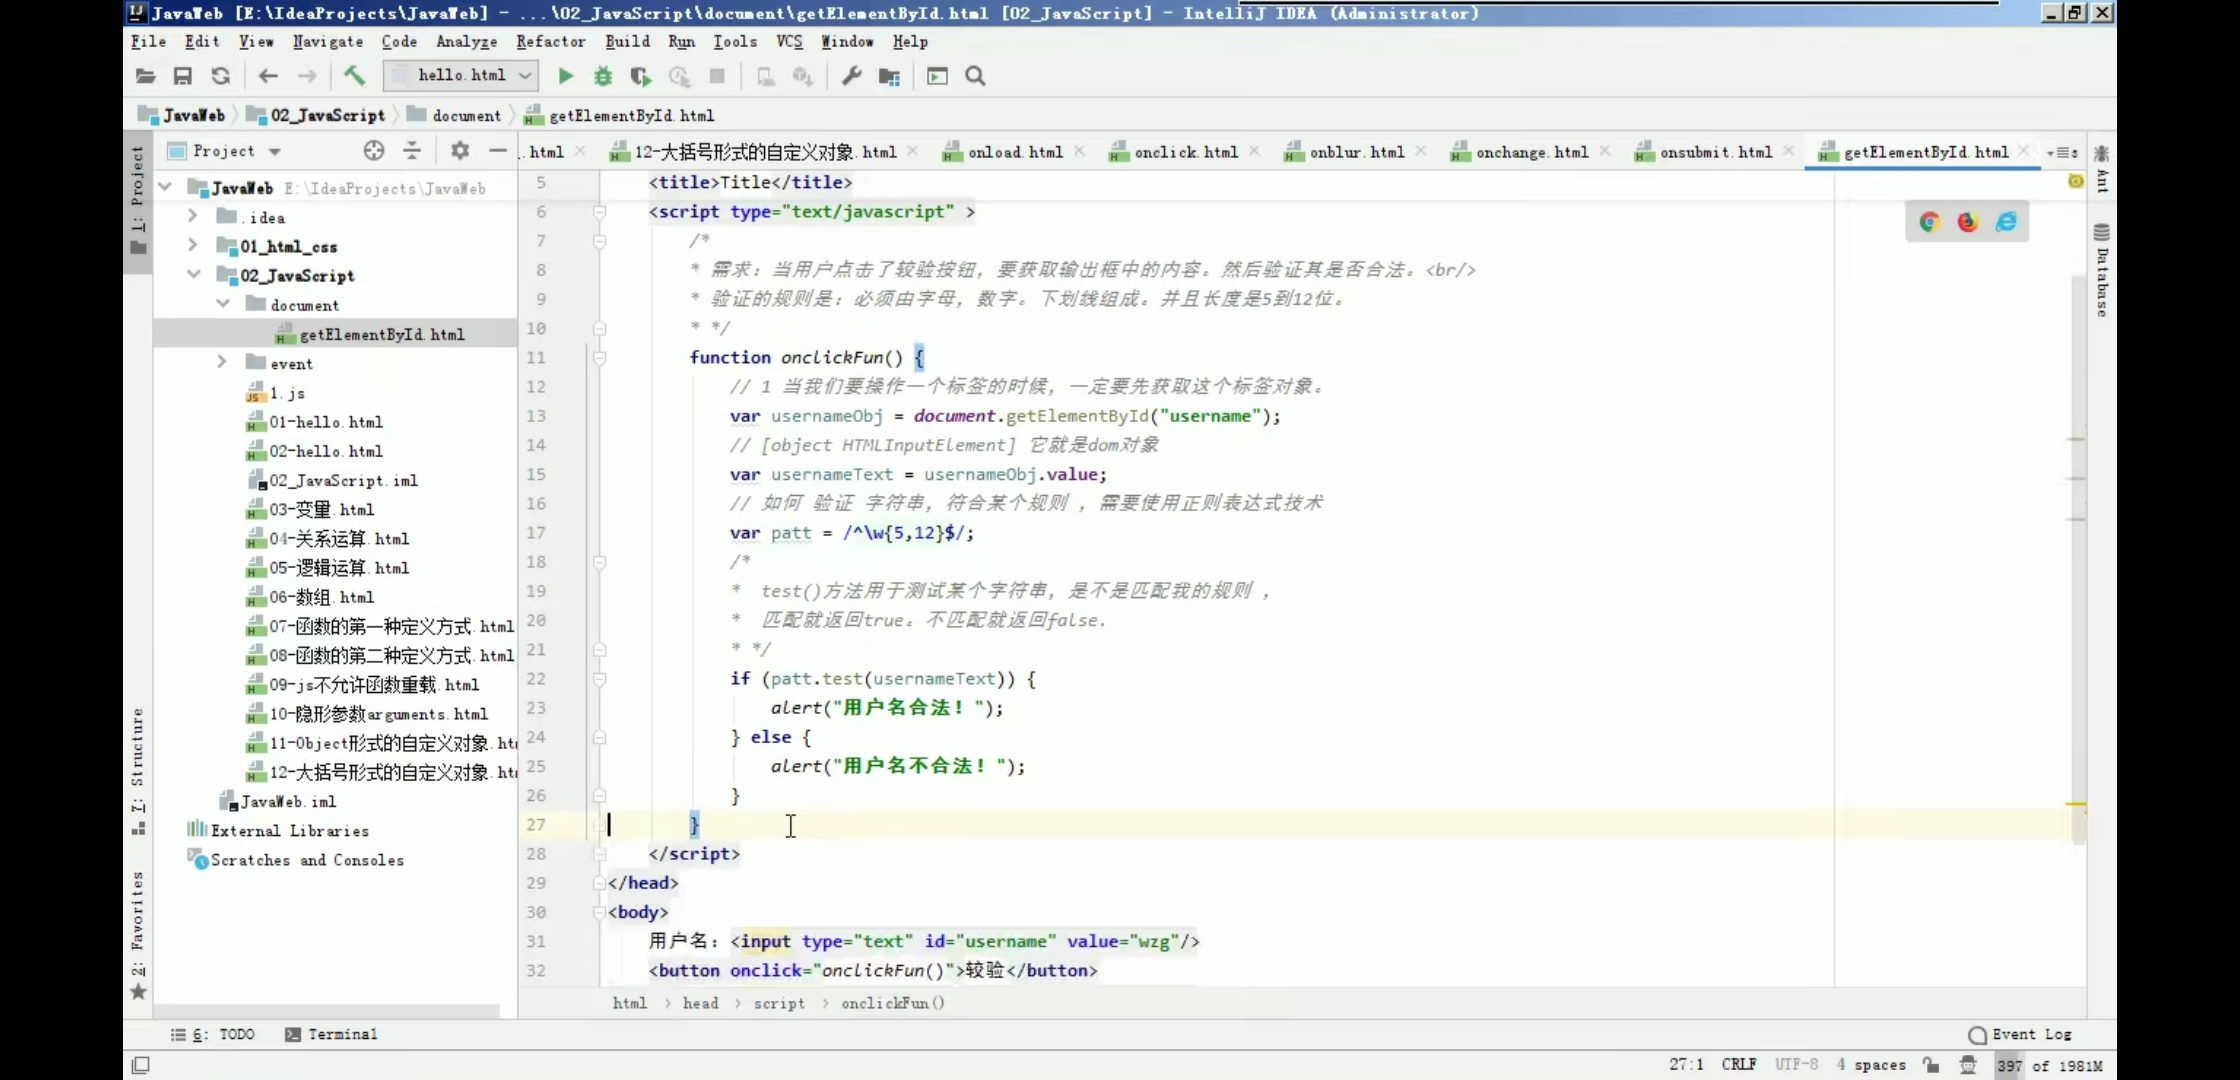 JavaWeb [E:\IdeaProjects\JavaWeb] - ...\02_JavaScript\document\getElementById.html [02_JavaScript] - IntelliJ IDEA (Administrator)
File Edit View Navigate Code Analyze Refactor Build Run Tools VCS Window Help
hello.html
JavaWeb 02_JavaScript document getElementById.html
Project
.html 12-大括号形式的自定义对象.html onload.html onclick.html onblur.html onchange.html onsubmit.html getElementById.html
1: Project
7: Structure
2: Favorites
JavaWeb E:\IdeaProjects\JavaWeb
.idea
01_html_css
02_JavaScript
document
getElementById.html
event
1.js
01-hello.html
02-hello.html
02_JavaScript.iml
03-变量.html
04-关系运算.html
05-逻辑运算.html
06-数组.html
07-函数的第一种定义方式.html
08-函数的第二种定义方式.html
09-js不允许函数重载.html
10-隐形参数arguments.html
11-Object形式的自定义对象.ht
12-大括号形式的自定义对象.ht
JavaWeb.iml
External Libraries
Scratches and Consoles
5 <title>Title</title>
6 <script type="text/javascript" >
7 /*
8 * 需求：当用户点击了较验按钮，要获取输出框中的内容。然后验证其是否合法。<br/>
9 * 验证的规则是：必须由字母，数字。下划线组成。并且长度是5到12位。
10 * */
11 function onclickFun() {
12 // 1 当我们要操作一个标签的时候，一定要先获取这个标签对象。
13 var usernameObj = document.getElementById("username");
14 // [object HTMLInputElement] 它就是dom对象
15 var usernameText = usernameObj.value;
16 // 如何 验证 字符串，符合某个规则 ，需要使用正则表达式技术
17 var patt = /^\w{5,12}$/;
18 /*
19 * test()方法用于测试某个字符串，是不是匹配我的规则 ，
20 * 匹配就返回true。不匹配就返回false.
21 * */
22 if (patt.test(usernameText)) {
23 alert("用户名合法！");
24 } else {
25 alert("用户名不合法！");
26 }
27 }
28 </script>
29 </head>
30 <body>
31 用户名：<input type="text" id="username" value="wzg"/>
32 <button onclick="onclickFun()">较验</button>
html > head > script > onclickFun()
Ant
Database
6: TODO Terminal Event Log
27:1 CRLF UTF-8 4 spaces 397 of 1981M